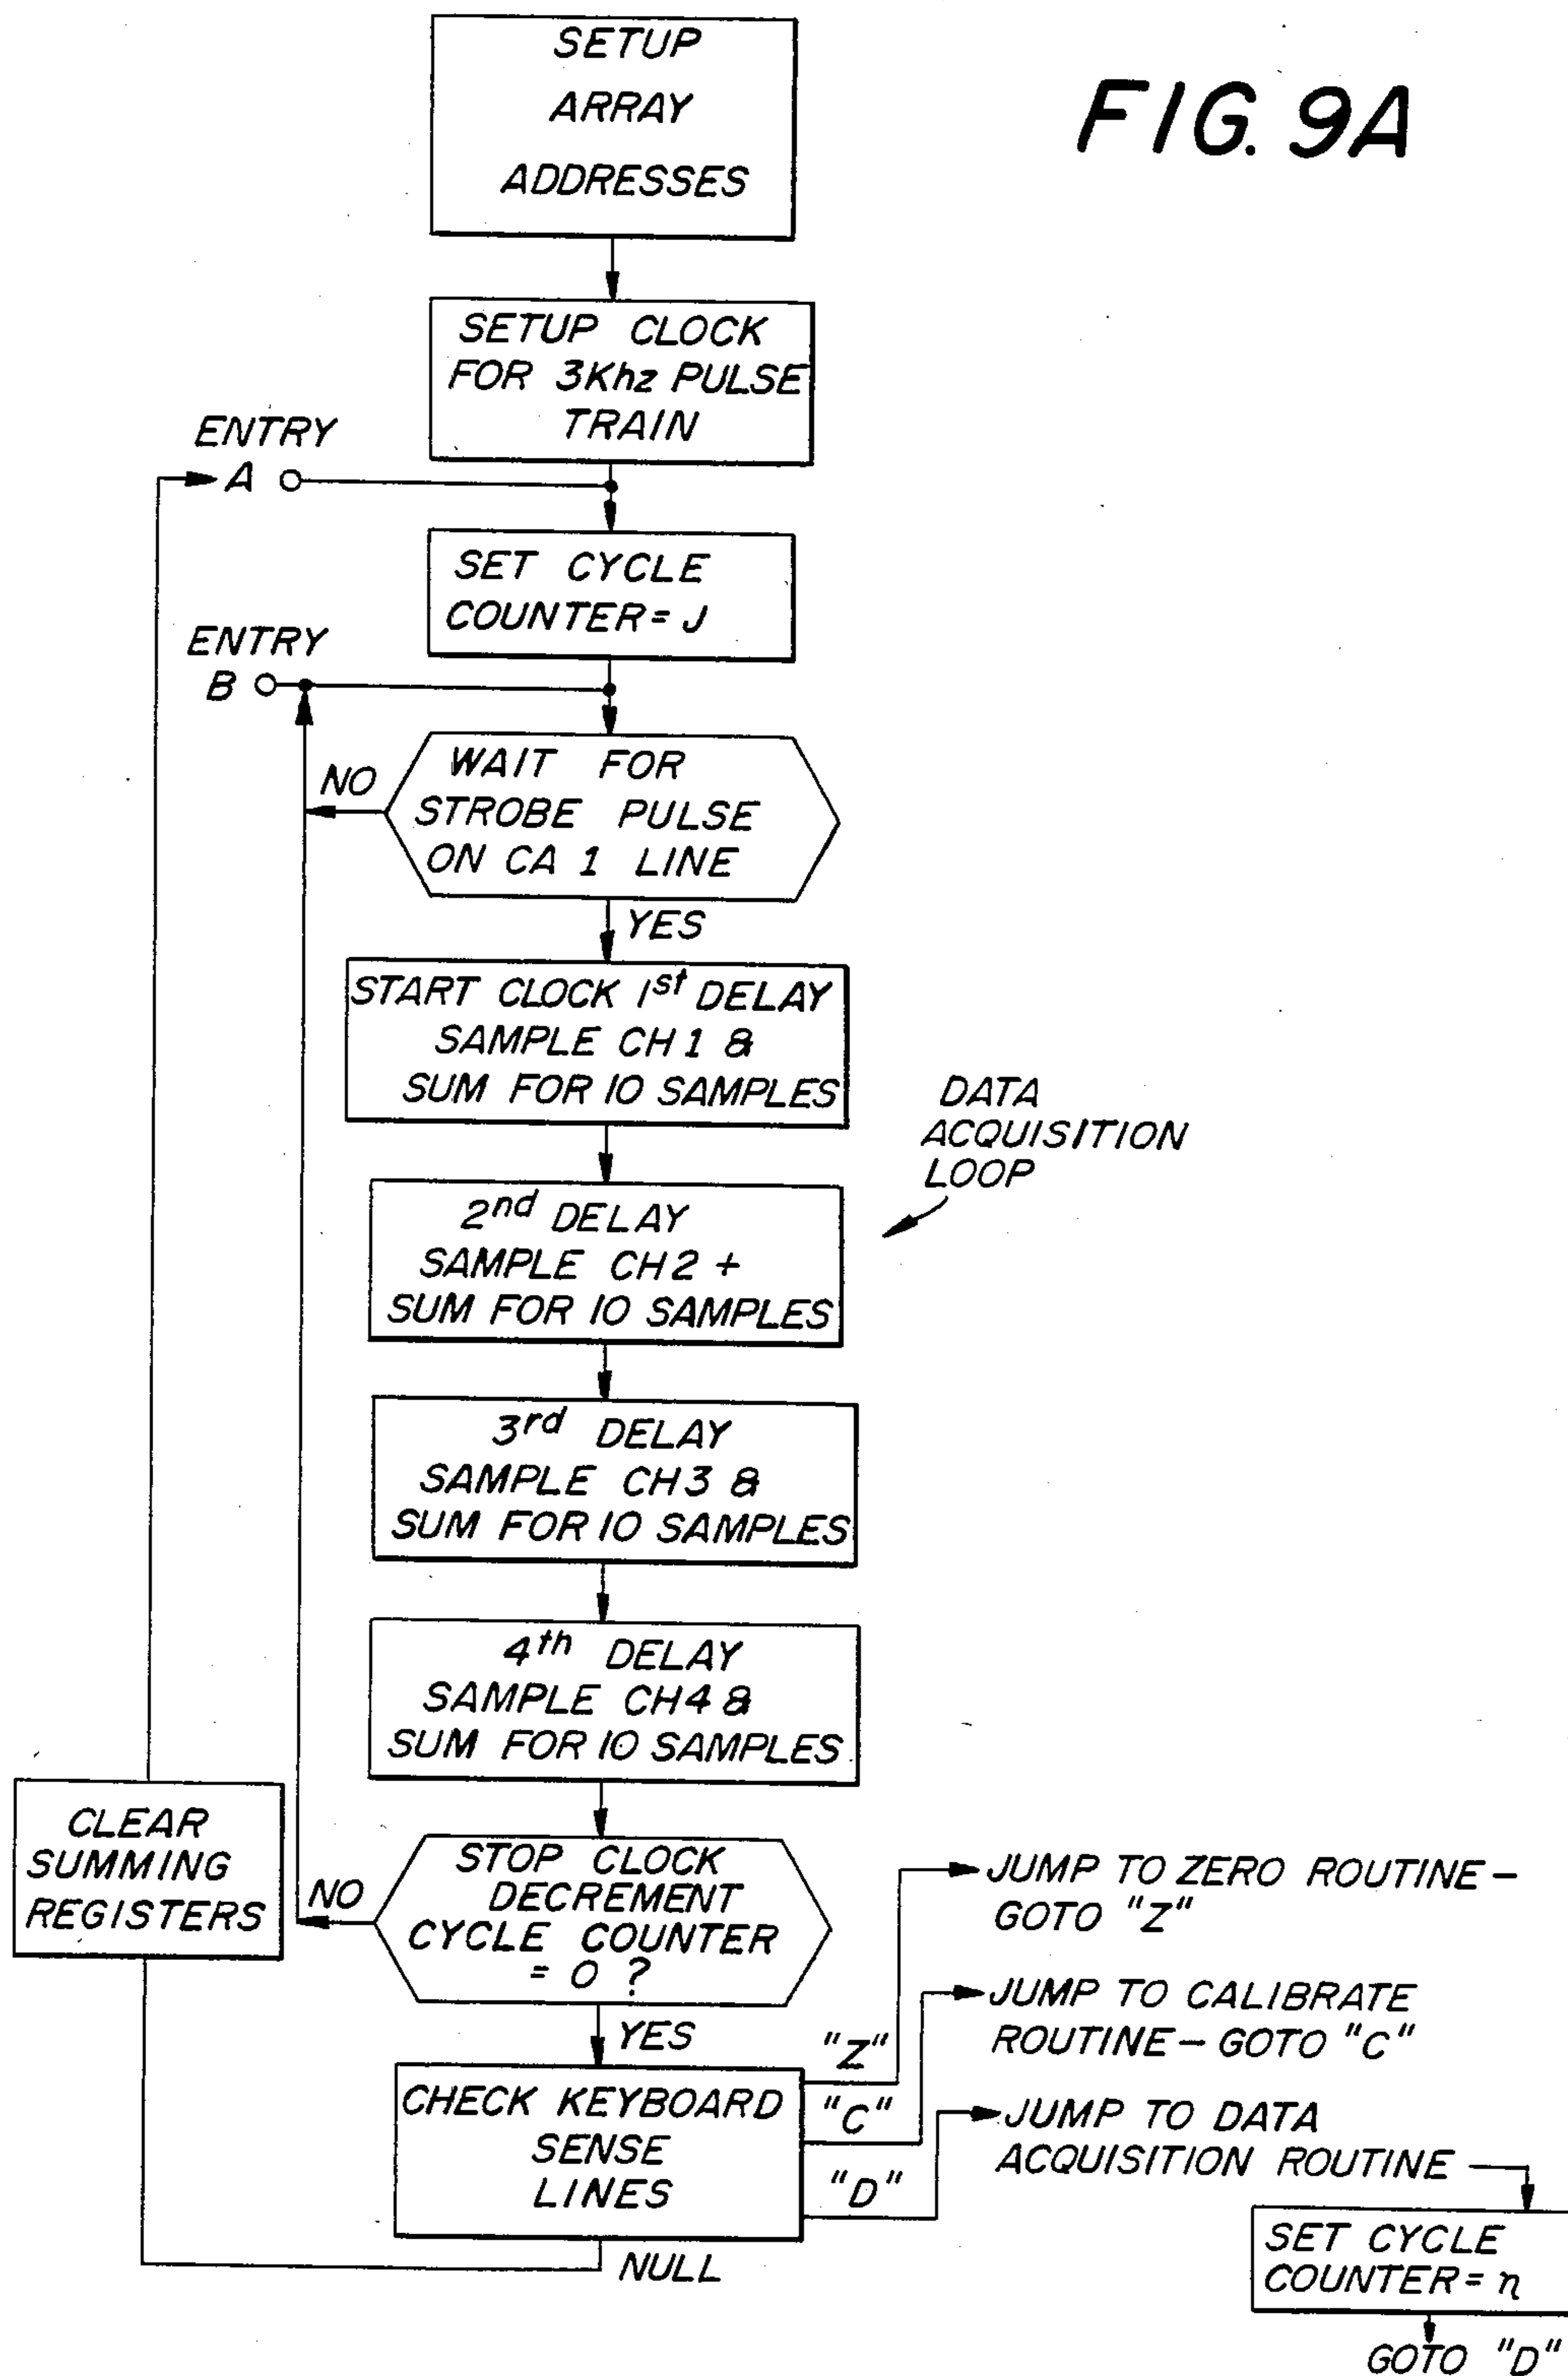 FIG. 9A
SETUP
ARRAY
ADDRESSES
SETUP CLOCK
FOR 3Khz PULSE
TRAIN
ENTRY
A
SET CYCLE
COUNTER = J
ENTRY
B
WAIT FOR
STROBE PULSE
ON CA 1 LINE
NO
YES
START CLOCK 1st DELAY
SAMPLE CH 1 &
SUM FOR 10 SAMPLES
DATA
ACQUISITION
LOOP
2nd DELAY
SAMPLE CH2 +
SUM FOR 10 SAMPLES
3rd DELAY
SAMPLE CH3 &
SUM FOR 10 SAMPLES
4th DELAY
SAMPLE CH4 &
SUM FOR 10 SAMPLES
CLEAR
SUMMING
REGISTERS
STOP CLOCK
DECREMENT
CYCLE COUNTER
= 0 ?
NO
YES
CHECK KEYBOARD
SENSE
LINES
"Z"
JUMP TO ZERO ROUTINE -
GOTO "Z"
"C"
JUMP TO CALIBRATE
ROUTINE - GOTO "C"
"D"
JUMP TO DATA
ACQUISITION ROUTINE
NULL
SET CYCLE
COUNTER = η
GOTO "D"